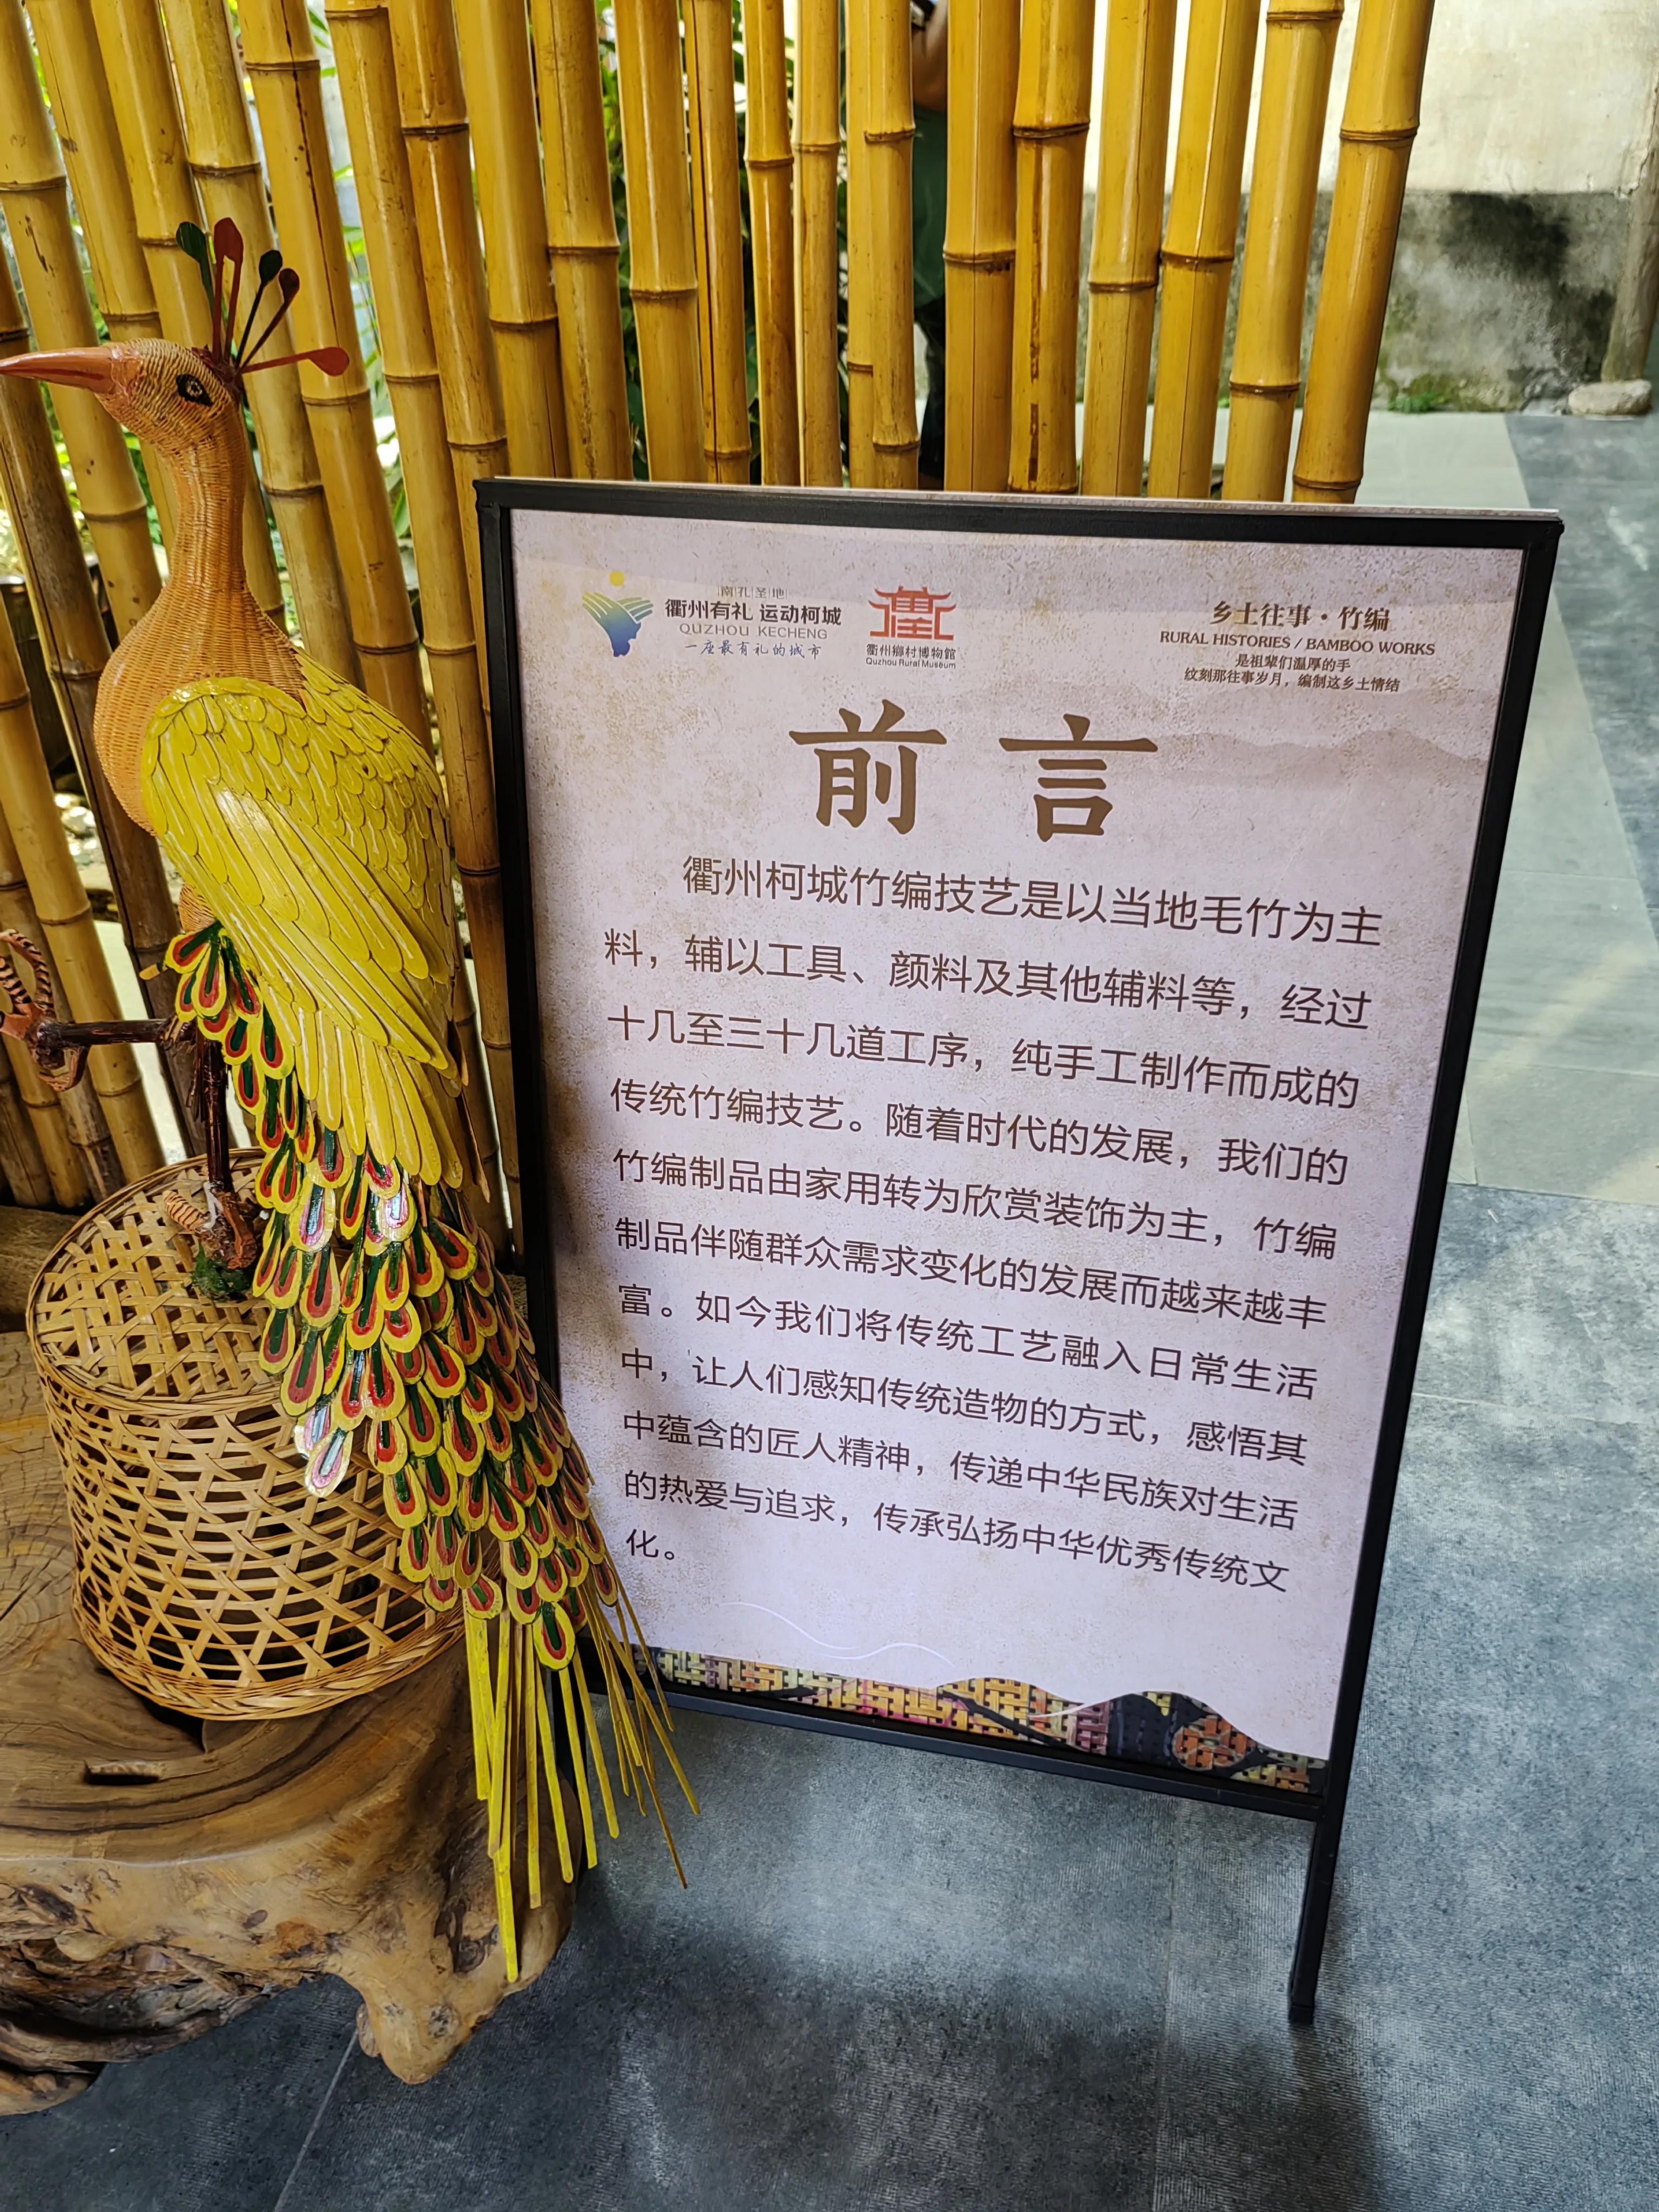 南孔圣地
衢州有礼 运动柯城
QUZHOU KECHENG
一座最有礼的城市
衢州鄉村博物館
Quzhou Rural Museum
乡土往事·竹编
RURAL HISTORIES / BAMBOO WORKS
是祖辈们温厚的手
纹刻那往事岁月，编制这乡土情结
前言
衢州柯城竹编技艺是以当地毛竹为主
料，辅以工具、颜料及其他辅料等，经过
十几至三十几道工序，纯手工制作而成的
传统竹编技艺。随着时代的发展，我们的
竹编制品由家用转为欣赏装饰为主，竹编
制品伴随群众需求变化的发展而越来越丰
富。如今我们将传统工艺融入日常生活
中，让人们感知传统造物的方式，感悟其
中蕴含的匠人精神，传递中华民族对生活
的热爱与追求，传承弘扬中华优秀传统文
化。